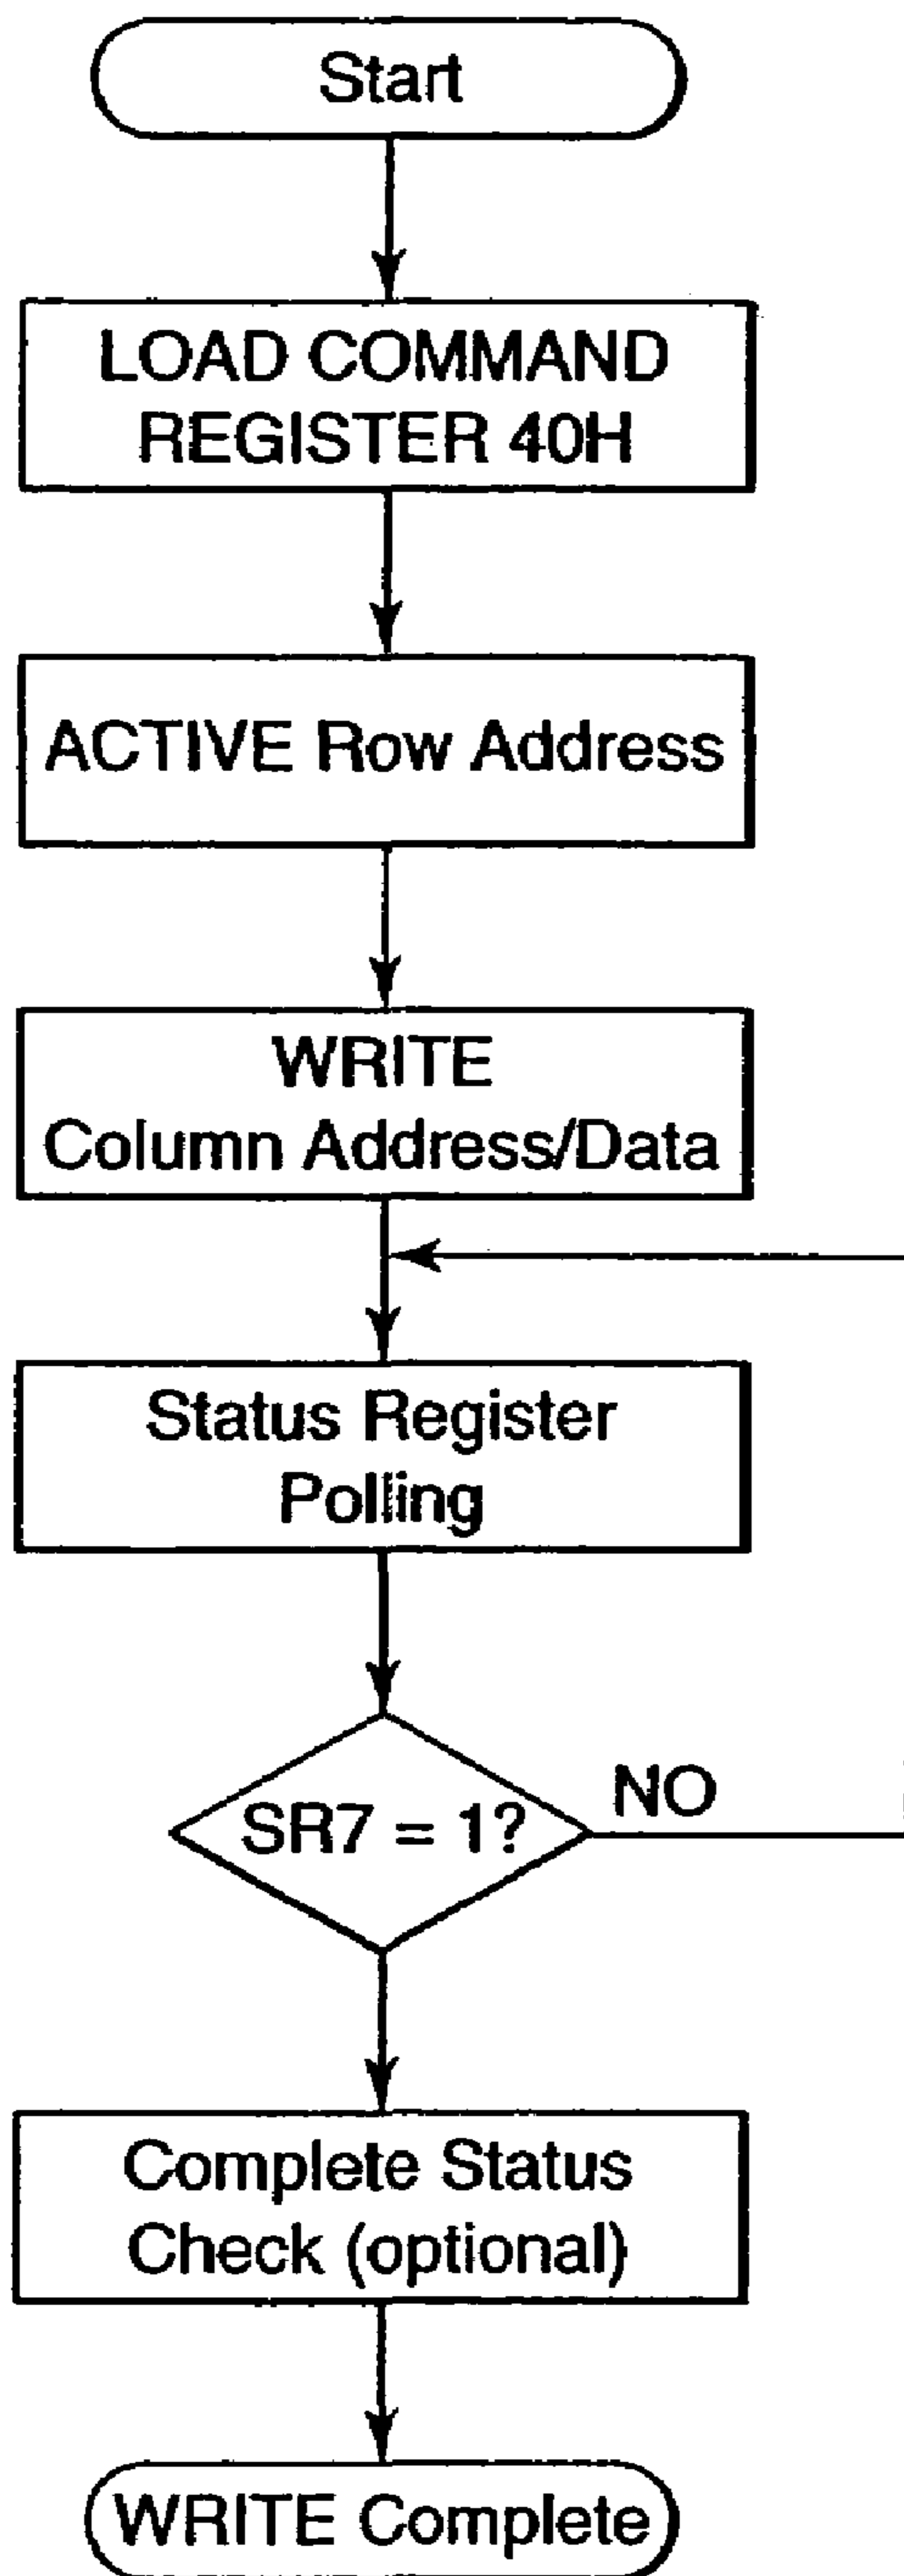 Start
LOAD COMMAND
REGISTER 40H
ACTIVE Row Address
WRITE
Column Address/Data
Status Register
Polling
SR7 = 1?
NO
Complete Status
Check (optional)
WRITE Complete